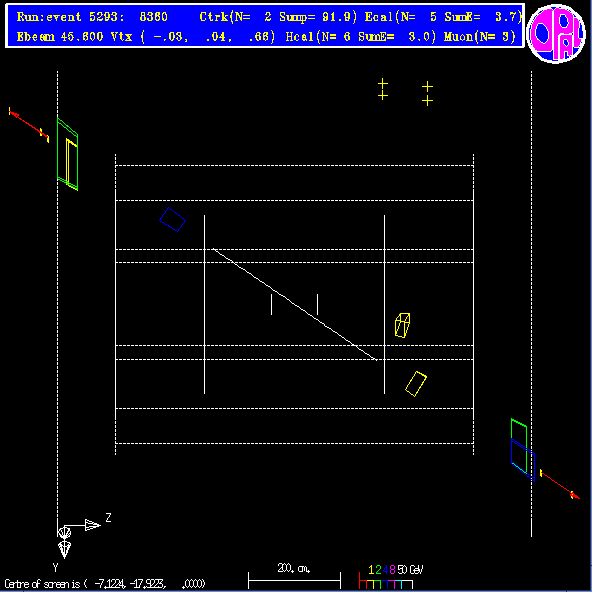 Run:event 5293: 8360 Ctrk(N= 2 Sump= 91.9) Ecal(N= 5 SumE= 3.7)
Ebeam 45.600 Vtx ( -.03, .04, .66) Hcal(N= 6 SumE= 3.0) Muon(N= 3)
OPAL
Z
Y
200. cm.
1 2 4 8 50 GeV
Centre of screen is ( -7.1224, -17.9223, .0000)